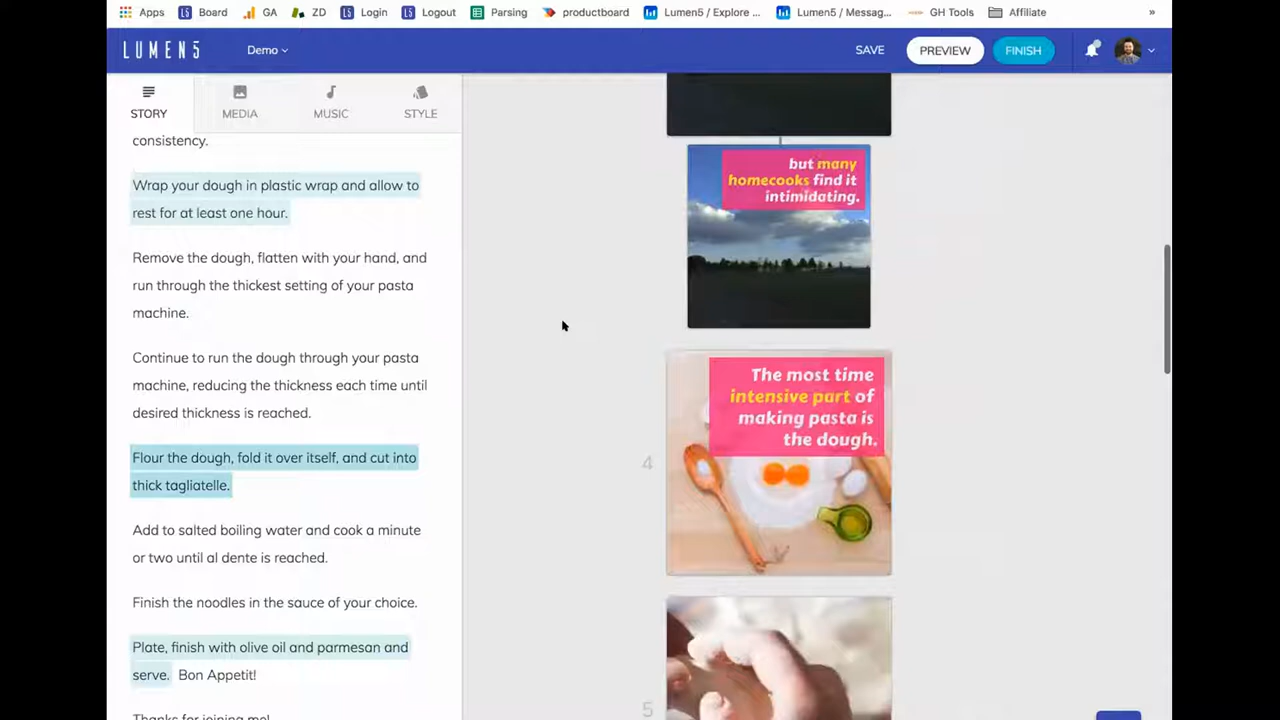 Apps Board GA ZD Login Logout Parsing productboard Lumen5 / Explore ... Lumen5 / Messag... GH Tools Affiliate »
LUMEN5 Demo SAVE PREVIEW FINISH
STORY MEDIA MUSIC STYLE
consistency.
Wrap your dough in plastic wrap and allow to
rest for at least one hour.
Remove the dough, flatten with your hand, and
run through the thickest setting of your pasta
machine.
Continue to run the dough through your pasta
machine, reducing the thickness each time until
desired thickness is reached.
Flour the dough, fold it over itself, and cut into
thick tagliatelle.
Add to salted boiling water and cook a minute
or two until al dente is reached.
Finish the noodles in the sauce of your choice.
Plate, finish with olive oil and parmesan and
serve. Bon Appetit!
Thanks for joining me!
but many
homecooks find it
intimidating.
The most time
intensive part of
making pasta is
the dough.
4
5